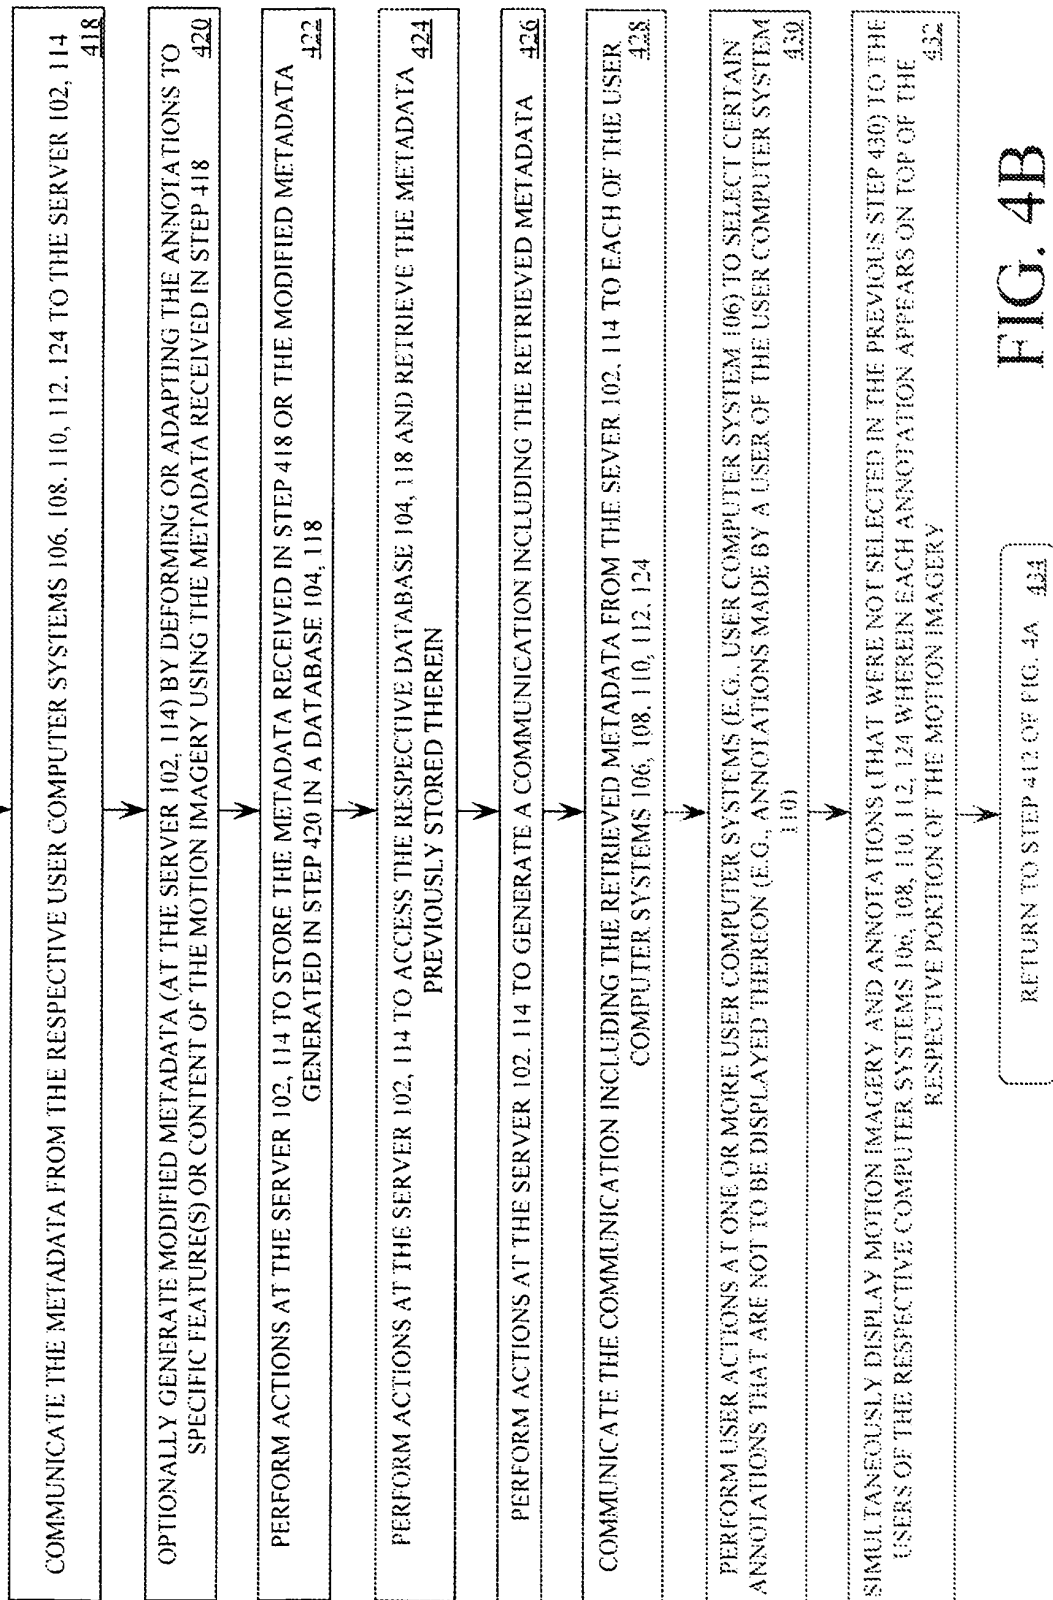 COMMUNICATE THE METADATA FROM THE RESPECTIVE USER COMPUTER SYSTEMS 106, 108, 110, 112, 124 TO THE SERVER 102, 114
418
OPTIONALLY GENERATE MODIFIED METADATA (AT THE SERVER 102, 114) BY DEFORMING OR ADAPTING THE ANNOTATIONS TO
SPECIFIC FEATURE(S) OR CONTENT OF THE MOTION IMAGERY USING THE METADATA RECEIVED IN STEP 418
420
PERFORM ACTIONS AT THE SERVER 102, 114 TO STORE THE METADATA RECEIVED IN STEP 418 OR THE MODIFIED METADATA
GENERATED IN STEP 420 IN A DATABASE 104, 118
422
PERFORM ACTIONS AT THE SERVER 102, 114 TO ACCESS THE RESPECTIVE DATABASE 104, 118 AND RETRIEVE THE METADATA
PREVIOUSLY STORED THEREIN
424
PERFORM ACTIONS AT THE SERVER 102, 114 TO GENERATE A COMMUNICATION INCLUDING THE RETRIEVED METADATA
426
COMMUNICATE THE COMMUNICATION INCLUDING THE RETRIEVED METADATA FROM THE SEVER 102, 114 TO EACH OF THE USER
COMPUTER SYSTEMS 106, 108, 110, 112, 124
428
PERFORM USER ACTIONS AT ONE OR MORE USER COMPUTER SYSTEMS (E.G. USER COMPUTER SYSTEM 106) TO SELECT CERTAIN
ANNOTATIONS THAT ARE NOT TO BE DISPLAYED THEREON (E.G., ANNOTATIONS MADE BY A USER OF THE USER COMPUTER SYSTEM
110)
430
SIMULTANEOUSLY DISPLAY MOTION IMAGERY AND ANNOTATIONS (THAT WERE NOT SELECTED IN THE PREVIOUS STEP 430) TO THE
USERS OF THE RESPECTIVE COMPUTER SYSTEMS 106, 108, 110, 112, 124 WHEREIN EACH ANNOTATION APPEARS ON TOP OF THE
RESPECTIVE PORTION OF THE MOTION IMAGERY
432
RETURN TO STEP 412 OF FIG. 4A 434
FIG. 4B